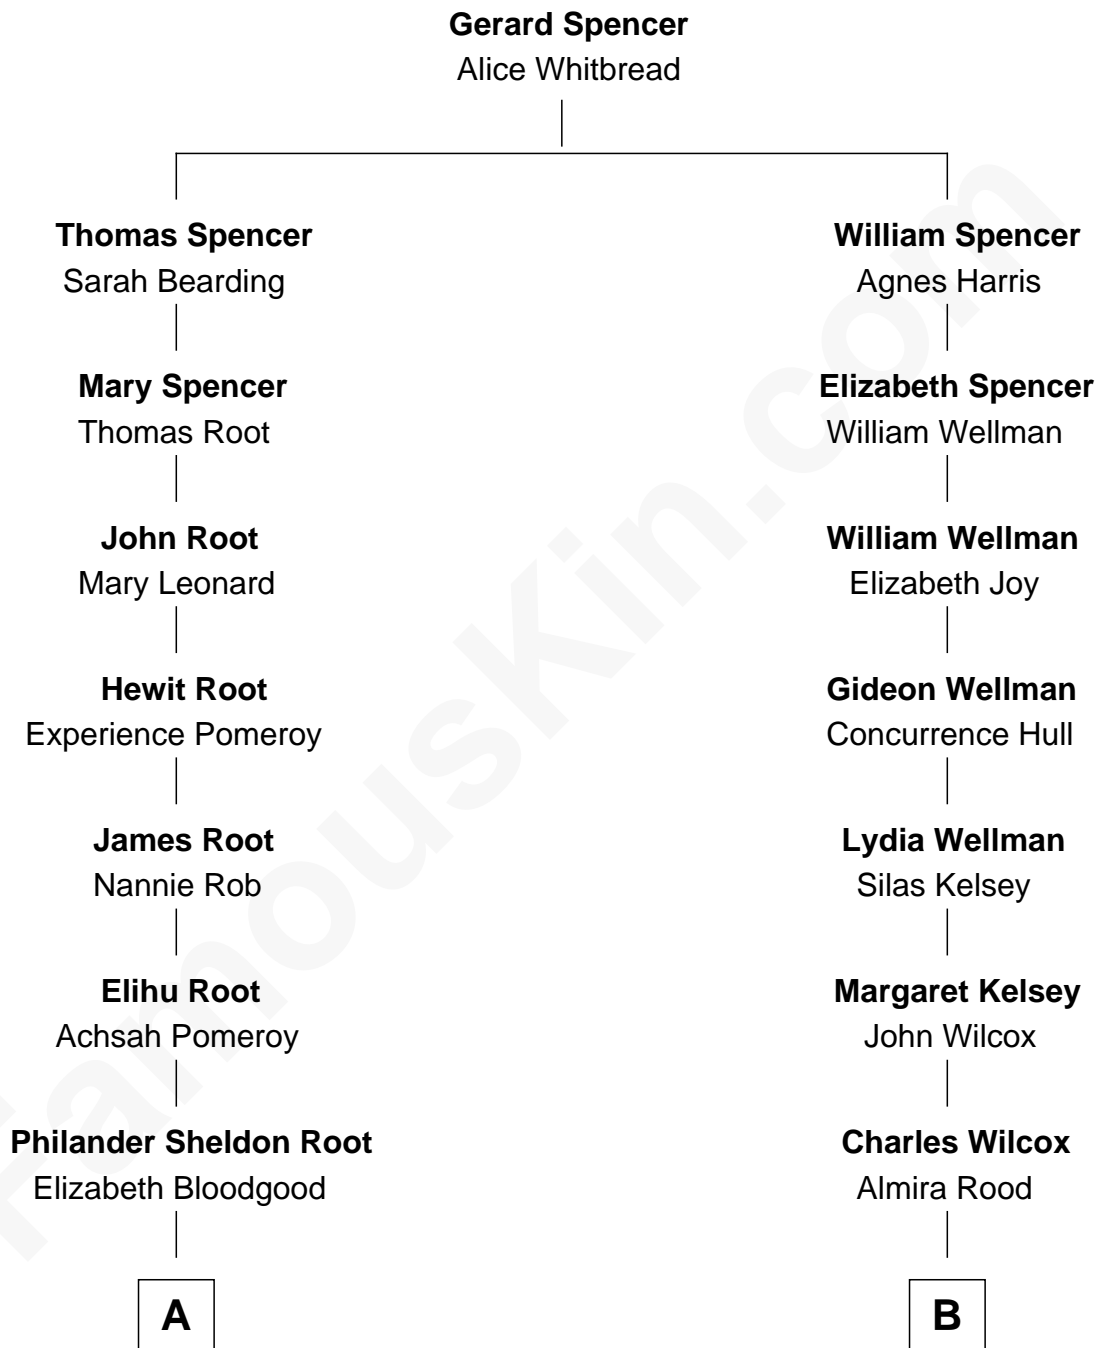 Gerard Spencer
Alice Whitbread
Thomas Spencer
Sarah Bearding
Mary Spencer
Thomas Root
John Root
Mary Leonard
Hewit Root
Experience Pomeroy
James Root
Nannie Rob
Elihu Root
Achsah Pomeroy
Philander Sheldon Root
Elizabeth Bloodgood
A
William Spencer
Agnes Harris
Elizabeth Spencer
William Wellman
William Wellman
Elizabeth Joy
Gideon Wellman
Concurrence Hull
Lydia Wellman
Silas Kelsey
Margaret Kelsey
John Wilcox
Charles Wilcox
Almira Rood
B
FamousKin.com